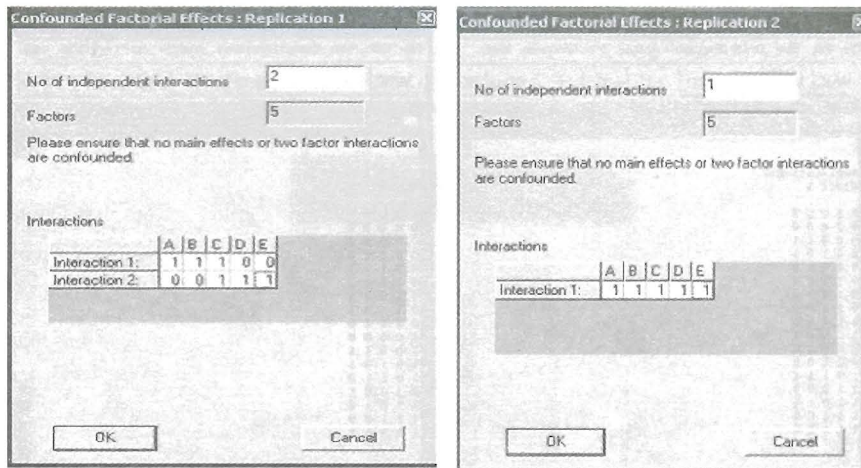 Confounded Factorial Effects : Replication 1
No of independent interactions 2
Factors 5
Please ensure that no main effects or two factor interactions
are confounded.
Interactions
A B C D E
Interaction 1: 1 1 1 0 0
Interaction 2: 0 0 1 1 1
OK Cancel
Confounded Factorial Effects : Replication 2
No of independent interactions 1
Factors 5
Please ensure that no main effects or two factor interactions
are confounded.
Interactions
A B C D E
Interaction 1: 1 1 1 1 1
OK Cancel